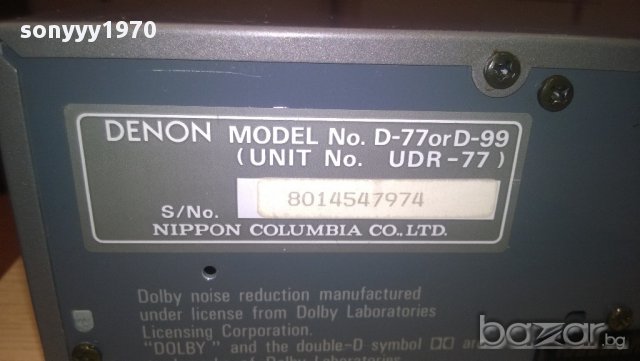 sonyyy1970
DENON MODEL No. D-77orD-99
(UNIT No. UDR-77)
S/No. 8014547974
NIPPON COLUMBIA CO.,LTD.
Dolby noise reduction manufactured
under license from Dolby Laboratories
Licensing Corporation.
"DOLBY" and the double-D symbol are
bazar.bg